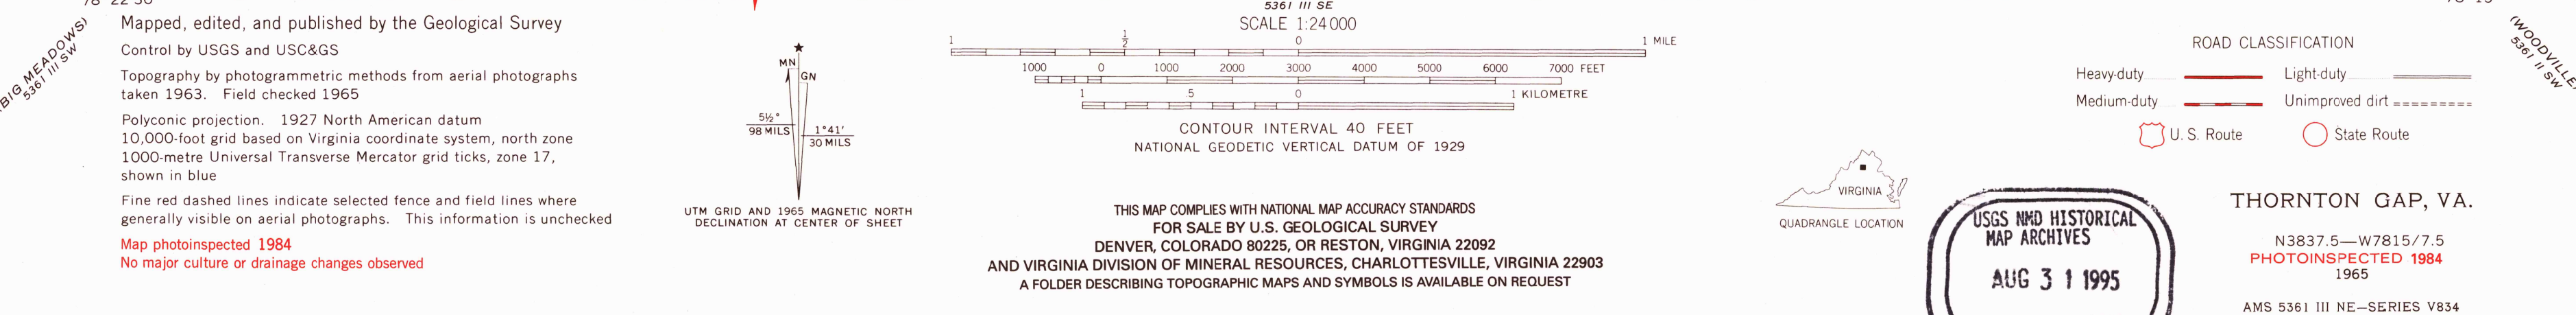 78°22'30"
(BIG MEADOWS)
5361 III SW
Mapped, edited, and published by the Geological Survey
Control by USGS and USC&GS
Topography by photogrammetric methods from aerial photographs
taken 1963. Field checked 1965
Polyconic projection. 1927 North American datum
10,000-foot grid based on Virginia coordinate system, north zone
1000-metre Universal Transverse Mercator grid ticks, zone 17,
shown in blue
Fine red dashed lines indicate selected fence and field lines where
generally visible on aerial photographs. This information is unchecked
Map photoinspected 1984
No major culture or drainage changes observed
MN
GN
5½°
98 MILS
1°41'
30 MILS
UTM GRID AND 1965 MAGNETIC NORTH
DECLINATION AT CENTER OF SHEET
5361 III SE
SCALE 1:24 000
1 ½ 0 1 MILE
1000 0 1000 2000 3000 4000 5000 6000 7000 FEET
1 .5 0 1 KILOMETRE
CONTOUR INTERVAL 40 FEET
NATIONAL GEODETIC VERTICAL DATUM OF 1929
THIS MAP COMPLIES WITH NATIONAL MAP ACCURACY STANDARDS
FOR SALE BY U.S. GEOLOGICAL SURVEY
DENVER, COLORADO 80225, OR RESTON, VIRGINIA 22092
AND VIRGINIA DIVISION OF MINERAL RESOURCES, CHARLOTTESVILLE, VIRGINIA 22903
A FOLDER DESCRIBING TOPOGRAPHIC MAPS AND SYMBOLS IS AVAILABLE ON REQUEST
VIRGINIA
QUADRANGLE LOCATION
USGS NMD HISTORICAL
MAP ARCHIVES
AUG 31 1995
ROAD CLASSIFICATION
Heavy-duty Light-duty
Medium-duty Unimproved dirt
U. S. Route State Route
(WOODVILLE)
5361 II SW
THORNTON GAP, VA.
N3837.5—W7815/7.5
PHOTOINSPECTED 1984
1965
AMS 5361 III NE—SERIES V834